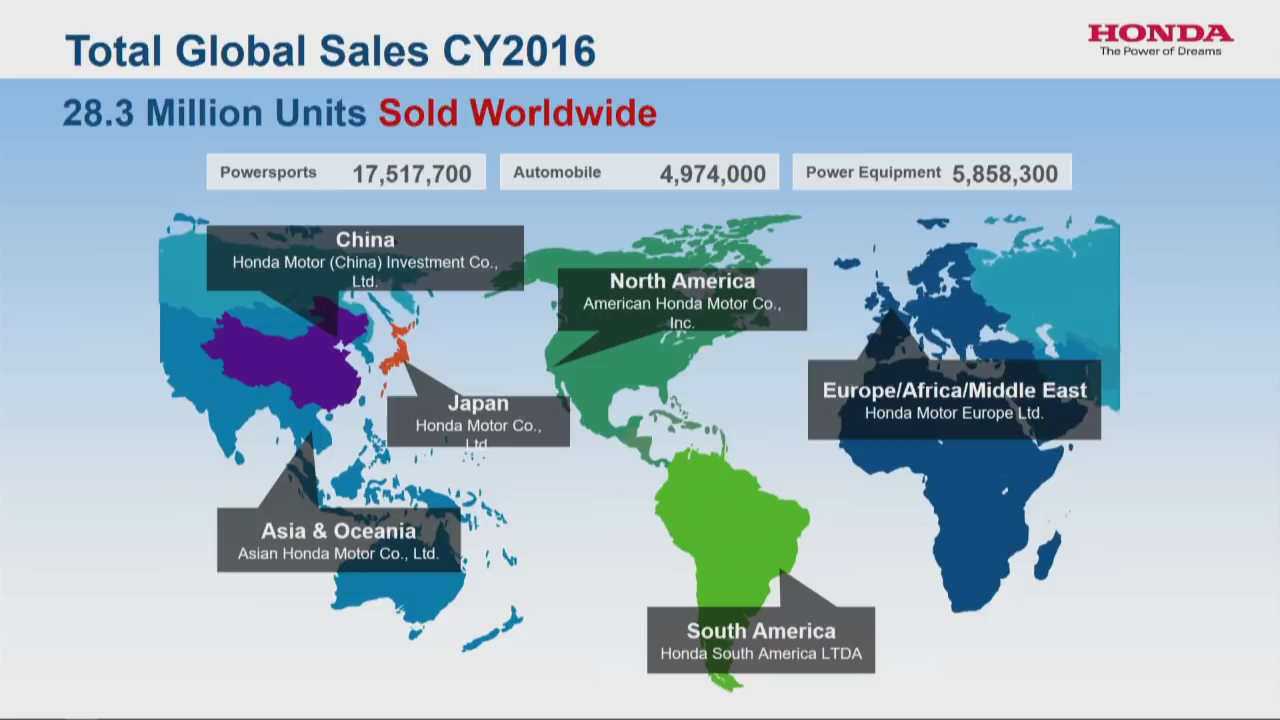 Total Global Sales CY2016
HONDA
The Power of Dreams
28.3 Million Units Sold Worldwide
Powersports 17,517,700
Automobile 4,974,000
Power Equipment 5,858,300
China
Honda Motor (China) Investment Co.,
Ltd.
North America
American Honda Motor Co.,
Inc.
Japan
Honda Motor Co.,
Ltd.
Europe/Africa/Middle East
Honda Motor Europe Ltd.
Asia & Oceania
Asian Honda Motor Co., Ltd.
South America
Honda South America LTDA